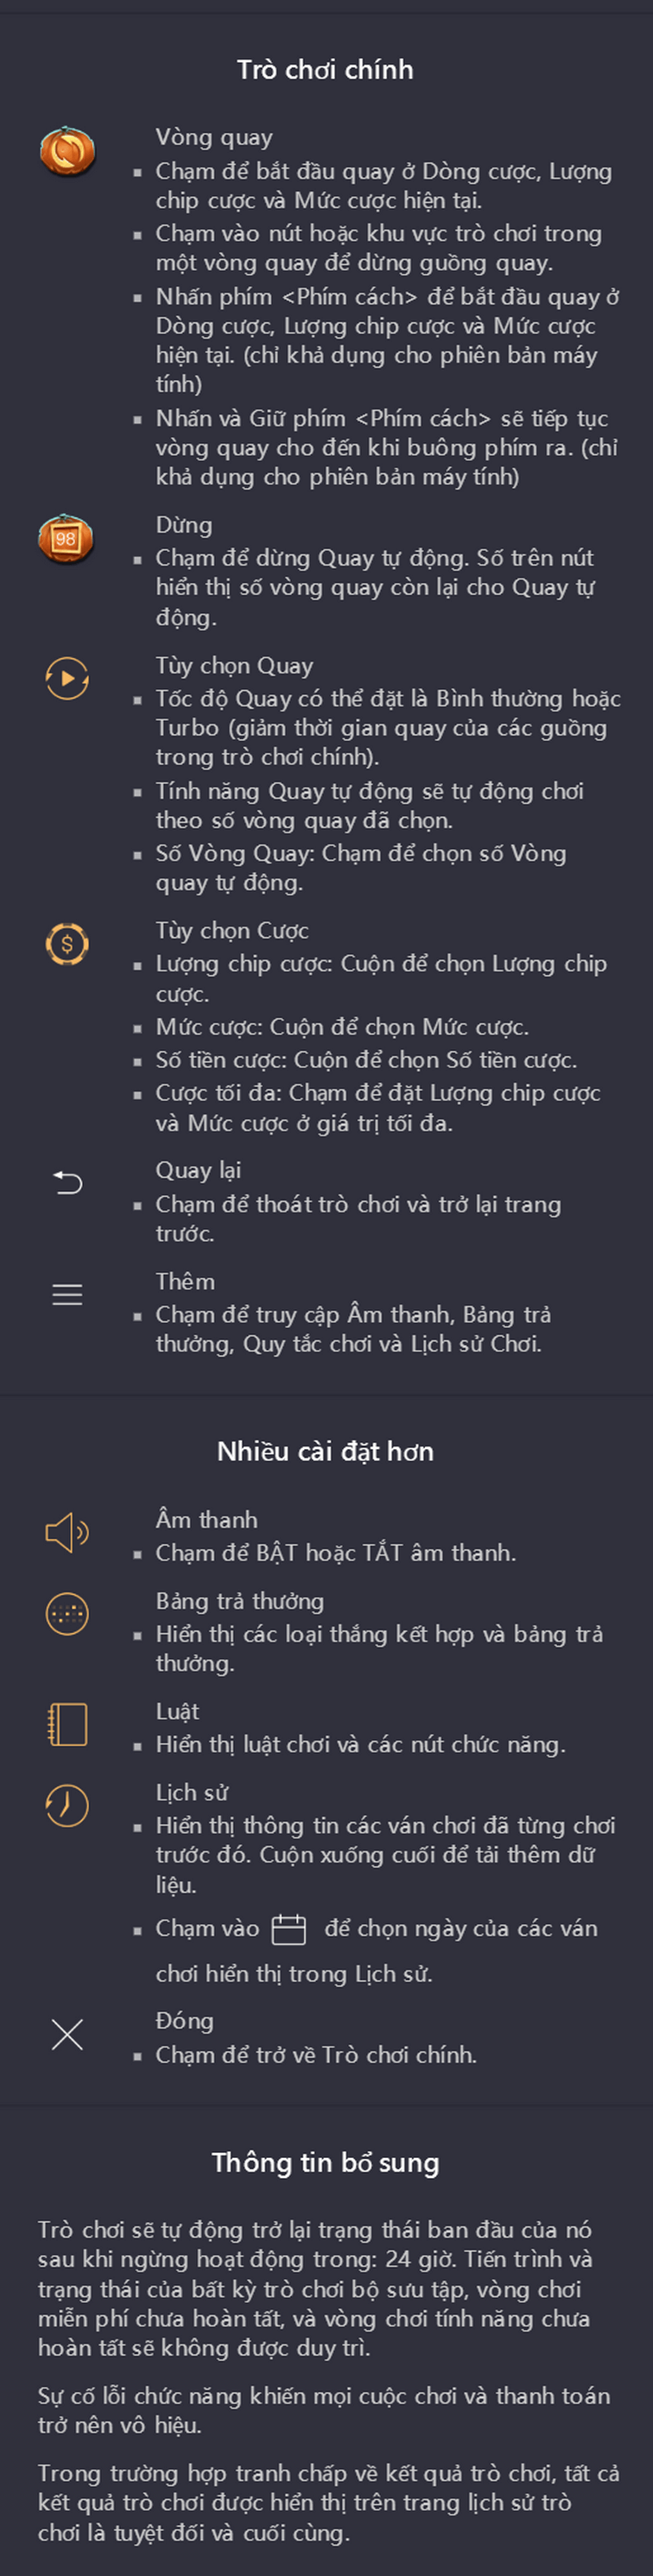 Trò chơi chính
Vòng quay
Chạm để bắt đầu quay ở Dòng cược, Lượng
chip cược và Mức cược hiện tại.
Chạm vào nút hoặc khu vực trò chơi trong
một vòng quay để dừng guồng quay.
Nhấn phím <Phím cách> để bắt đầu quay ở
Dòng cược, Lượng chip cược và Mức cược
hiện tại. (chỉ khả dụng cho phiên bản máy
tính)
Nhấn và Giữ phím <Phím cách> sẽ tiếp tục
vòng quay cho đến khi buông phím ra. (chỉ
khả dụng cho phiên bản máy tính)
98
Dừng
Chạm để dừng Quay tự động. Số trên nút
hiển thị số vòng quay còn lại cho Quay tự
động.
Tùy chọn Quay
Tốc độ Quay có thể đặt là Bình thường hoặc
Turbo (giảm thời gian quay của các guồng
trong trò chơi chính).
Tính năng Quay tự động sẽ tự động chơi
theo số vòng quay đã chọn.
Số Vòng Quay: Chạm để chọn số Vòng
quay tự động.
$
Tùy chọn Cược
Lượng chip cược: Cuộn để chọn Lượng chip
cược.
Mức cược: Cuộn để chọn Mức cược.
Số tiền cược: Cuộn để chọn Số tiền cược.
Cược tối đa: Chạm để đặt Lượng chip cược
và Mức cược ở giá trị tối đa.
Quay lại
Chạm để thoát trò chơi và trở lại trang
trước.
Thêm
Chạm để truy cập Âm thanh, Bảng trả
thưởng, Quy tắc chơi và Lịch sử Chơi.
Nhiều cài đặt hơn
Âm thanh
Chạm để BẬT hoặc TẮT âm thanh.
Bảng trả thưởng
Hiển thị các loại thắng kết hợp và bảng trả
thưởng.
Luật
Hiển thị luật chơi và các nút chức năng.
Lịch sử
Hiển thị thông tin các ván chơi đã từng chơi
trước đó. Cuộn xuống cuối để tải thêm dữ
liệu.
Chạm vào để chọn ngày của các ván
chơi hiển thị trong Lịch sử.
Đóng
Chạm để trở về Trò chơi chính.
Thông tin bổ sung
Trò chơi sẽ tự động trở lại trạng thái ban đầu của nó
sau khi ngừng hoạt động trong: 24 giờ. Tiến trình và
trạng thái của bất kỳ trò chơi bộ sưu tập, vòng chơi
miễn phí chưa hoàn tất, và vòng chơi tính năng chưa
hoàn tất sẽ không được duy trì.
Sự cố lỗi chức năng khiến mọi cuộc chơi và thanh toán
trở nên vô hiệu.
Trong trường hợp tranh chấp về kết quả trò chơi, tất cả
kết quả trò chơi được hiển thị trên trang lịch sử trò
chơi là tuyệt đối và cuối cùng.